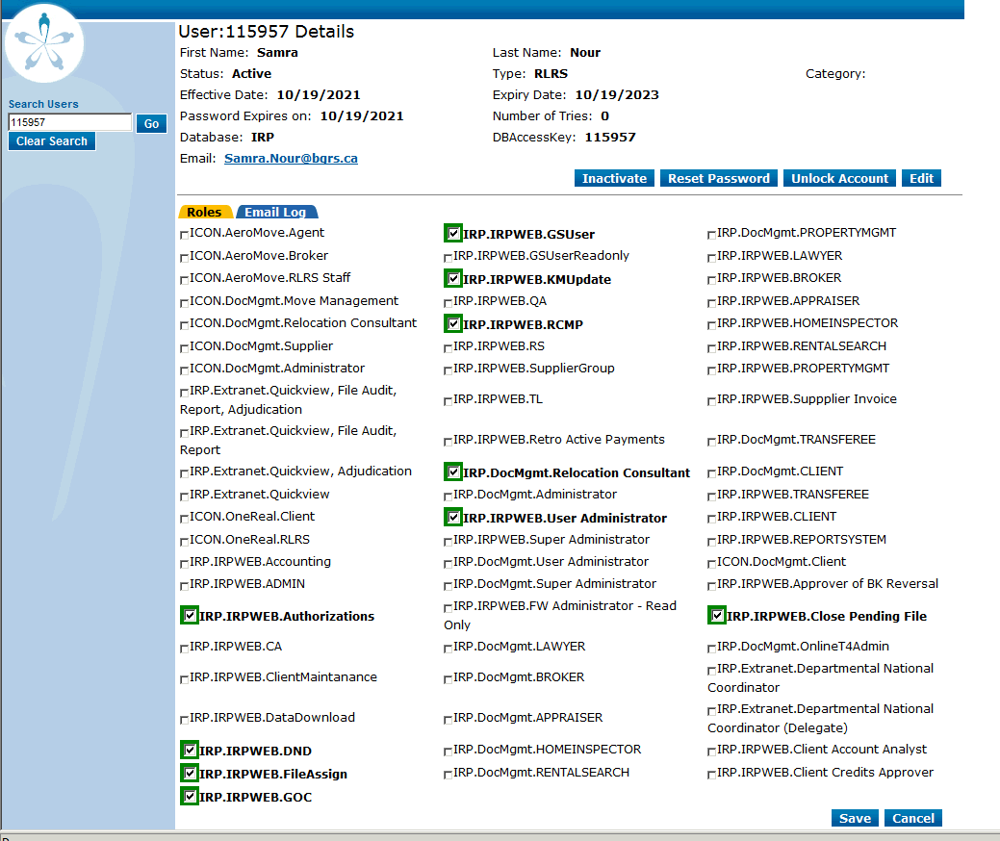 User:115957 Details
First Name: Samra
Last Name: Nour
Status: Active
Type: RLRS
Category:
Effective Date: 10/19/2021
Expiry Date: 10/19/2023
Search Users
115957
Go
Clear Search
Password Expires on: 10/19/2021
Number of Tries: 0
Database: IRP
DBAccessKey: 115957
Email: Samra.Nour@bgrs.ca
Inactivate
Reset Password
Unlock Account
Edit
Roles
Email Log
ICON.AeroMove.Agent
IRP.IRPWEB.GSUser
IRP.DocMgmt.PROPERTYMGMT
ICON.AeroMove.Broker
IRP.IRPWEB.GSUserReadonly
IRP.IRPWEB.LAWYER
ICON.AeroMove.RLRS Staff
IRP.IRPWEB.KMUpdate
IRP.IRPWEB.BROKER
ICON.DocMgmt.Move Management
IRP.IRPWEB.QA
IRP.IRPWEB.APPRAISER
ICON.DocMgmt.Relocation Consultant
IRP.IRPWEB.RCMP
IRP.IRPWEB.HOMEINSPECTOR
ICON.DocMgmt.Supplier
IRP.IRPWEB.RS
IRP.IRPWEB.RENTALSEARCH
ICON.DocMgmt.Administrator
IRP.IRPWEB.SupplierGroup
IRP.IRPWEB.PROPERTYMGMT
IRP.Extranet.Quickview, File Audit,
Report, Adjudication
IRP.IRPWEB.TL
IRP.IRPWEB.Suppplier Invoice
IRP.Extranet.Quickview, File Audit,
Report
IRP.IRPWEB.Retro Active Payments
IRP.DocMgmt.TRANSFEREE
IRP.Extranet.Quickview, Adjudication
IRP.DocMgmt.Relocation Consultant
IRP.DocMgmt.CLIENT
IRP.Extranet.Quickview
IRP.DocMgmt.Administrator
IRP.IRPWEB.TRANSFEREE
ICON.OneReal.Client
IRP.IRPWEB.User Administrator
IRP.IRPWEB.CLIENT
ICON.OneReal.RLRS
IRP.IRPWEB.Super Administrator
IRP.IRPWEB.REPORTSYSTEM
IRP.IRPWEB.Accounting
IRP.DocMgmt.User Administrator
ICON.DocMgmt.Client
IRP.IRPWEB.ADMIN
IRP.DocMgmt.Super Administrator
IRP.IRPWEB.Approver of BK Reversal
IRP.IRPWEB.Authorizations
IRP.IRPWEB.FW Administrator - Read
Only
IRP.IRPWEB.Close Pending File
IRP.IRPWEB.CA
IRP.DocMgmt.LAWYER
IRP.DocMgmt.OnlineT4Admin
IRP.IRPWEB.ClientMaintanance
IRP.DocMgmt.BROKER
IRP.Extranet.Departmental National
Coordinator
IRP.IRPWEB.DataDownload
IRP.DocMgmt.APPRAISER
IRP.Extranet.Departmental National
Coordinator (Delegate)
IRP.IRPWEB.DND
IRP.DocMgmt.HOMEINSPECTOR
IRP.IRPWEB.Client Account Analyst
IRP.IRPWEB.FileAssign
IRP.DocMgmt.RENTALSEARCH
IRP.IRPWEB.Client Credits Approver
IRP.IRPWEB.GOC
Save
Cancel